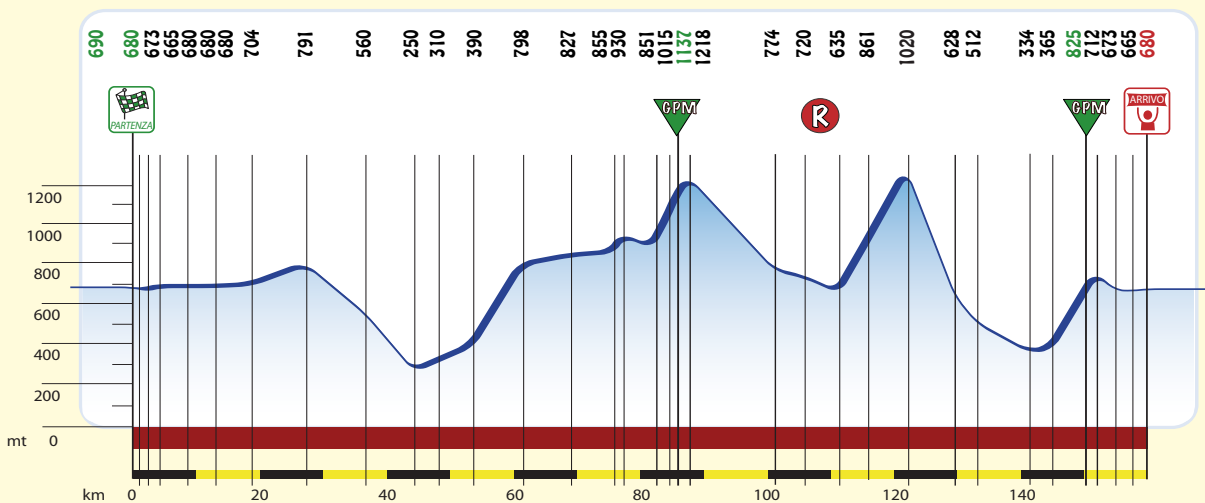 690 680 673 665 680 680 680 704 791 560 250 310 390 798 827 855 930 851 1015 1137 1218 774 720 635 861 1020 628 512 334 365 825 712 673 665 680
PARTENZA
GPM
R
GPM
ARRIVO
1200
1000
800
600
400
200
mt 0
km 0 20 40 60 80 100 120 140